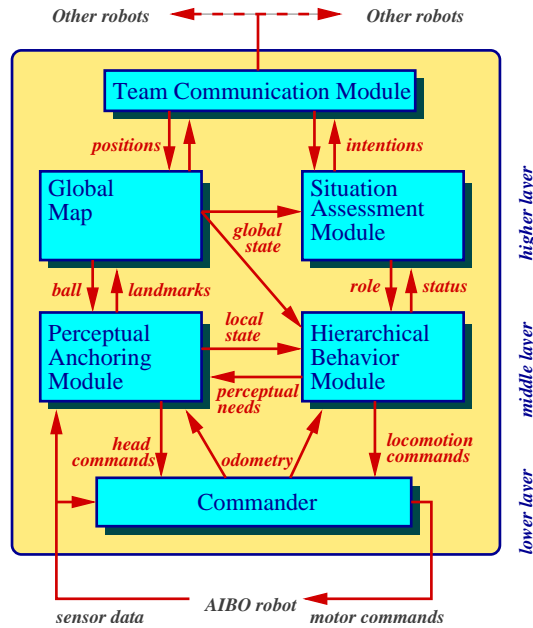 Other robots
Other robots
Team Communication Module
positions
intentions
Global
Map
Situation
Assessment
Module
higher layer
global
state
ball
landmarks
role
status
local
state
Perceptual
Anchoring
Module
Hierarchical
Behavior
Module
middle layer
perceptual
needs
head
commands
odometry
locomotion
commands
Commander
lower layer
AIBO robot
sensor data
motor commands